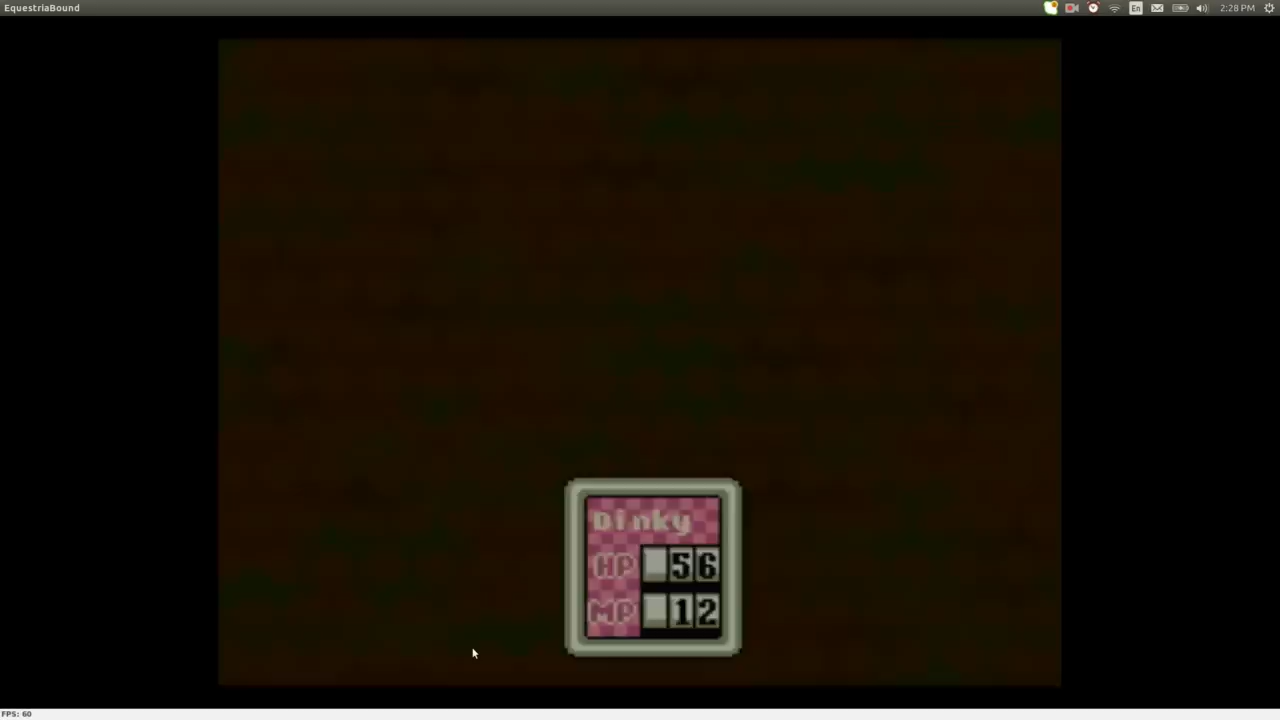 EquestriaBound
En
2:28 PM
Dinky
HP 56
MP 12
FPS: 60